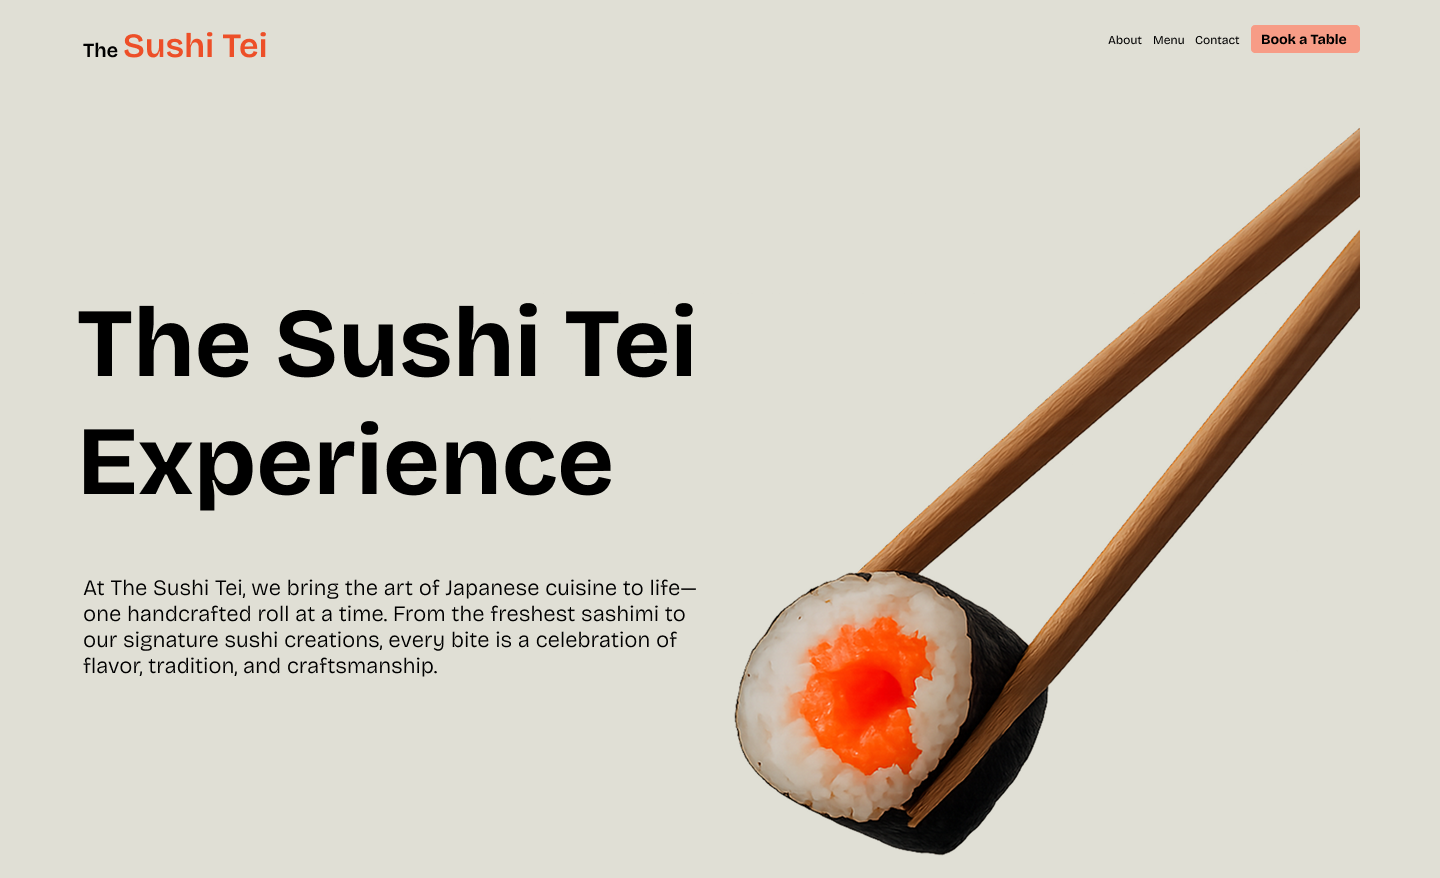 The Sushi Tei
About Menu Contact Book a Table
The Sushi Tei
Experience
At The Sushi Tei, we bring the art of Japanese cuisine to life—
one handcrafted roll at a time. From the freshest sashimi to
our signature sushi creations, every bite is a celebration of
flavor, tradition, and craftsmanship.